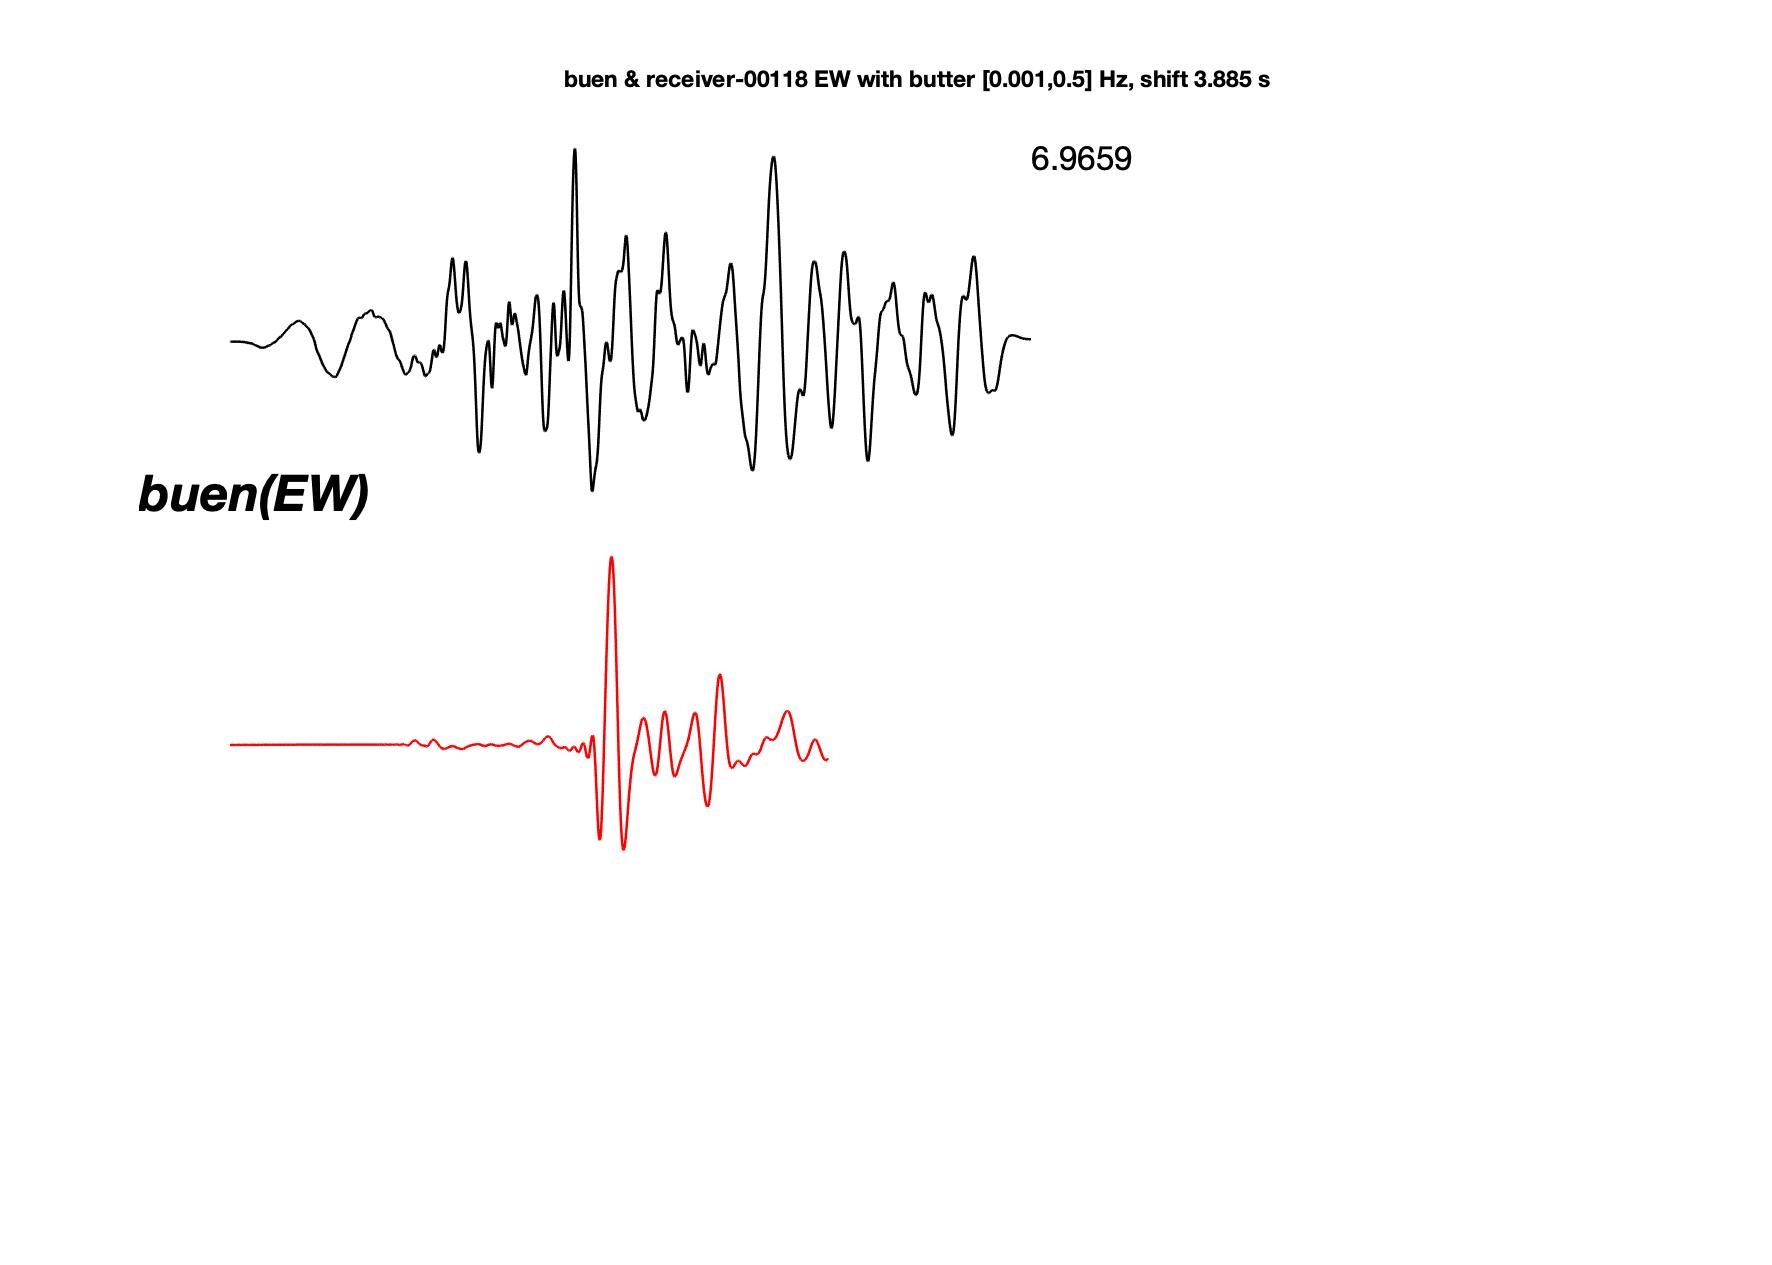 buen & receiver-00118 EW with butter [0.001,0.5] Hz, shift 3.885 s
6.9659
buen(EW)